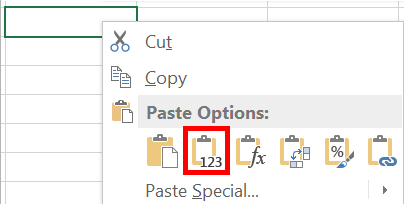 Cut
Copy
Paste Options:
123 fx %
Paste Special...